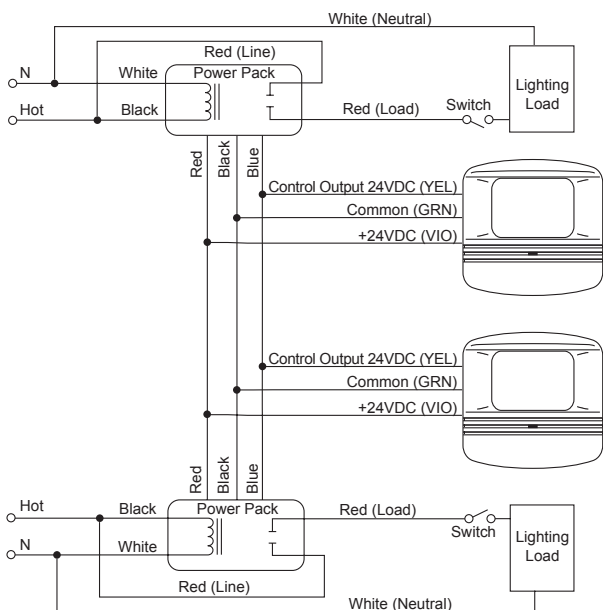 White (Neutral)
Red (Line)
N
White
Power Pack
Lighting
Load
Hot
Black
Red (Load)
Switch
Red
Black
Blue
Control Output 24VDC (YEL)
Common (GRN)
+24VDC (VIO)
Control Output 24VDC (YEL)
Common (GRN)
+24VDC (VIO)
Red
Black
Blue
Hot
Black
Power Pack
Red (Load)
Switch
Lighting
Load
N
White
Red (Line)
White (Neutral)